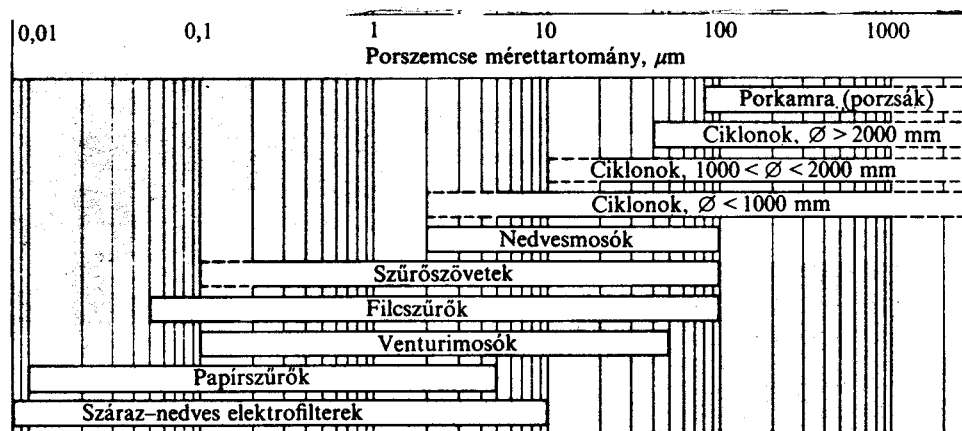 0,01 0,1 1 10 100 1000
Porszemcse mérettartomány, μm
Porkamra (porzsák)
Ciklonok, Ø > 2000 mm
Ciklonok, 1000 < Ø < 2000 mm
Ciklonok, Ø < 1000 mm
Nedvesmosók
Szűrőszövetek
Filcszűrők
Venturimosók
Papírszűrők
Száraz–nedves elektrofilterek